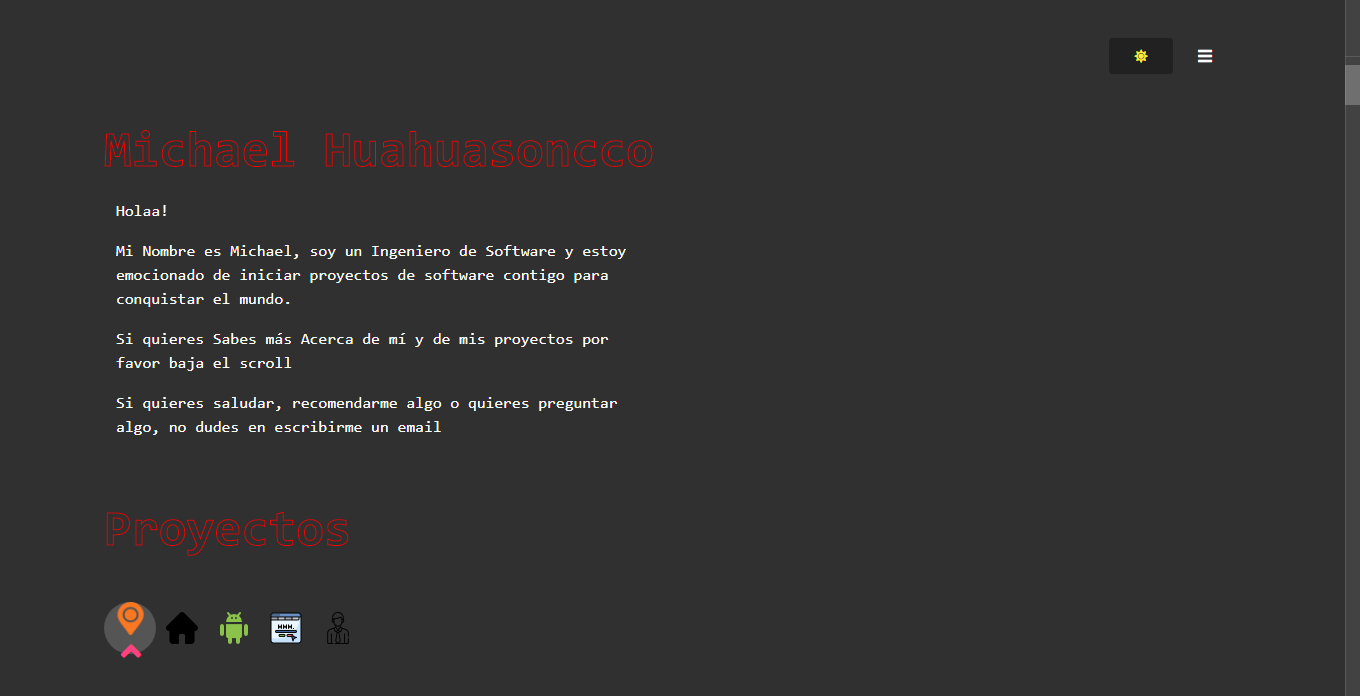 Michael Huahuasoncco
Holaa!
Mi Nombre es Michael, soy un Ingeniero de Software y estoy
emocionado de iniciar proyectos de software contigo para
conquistar el mundo.
Si quieres Sabes más Acerca de mí y de mis proyectos por
favor baja el scroll
Si quieres saludar, recomendarme algo o quieres preguntar
algo, no dudes en escribirme un email
Proyectos
WWW.